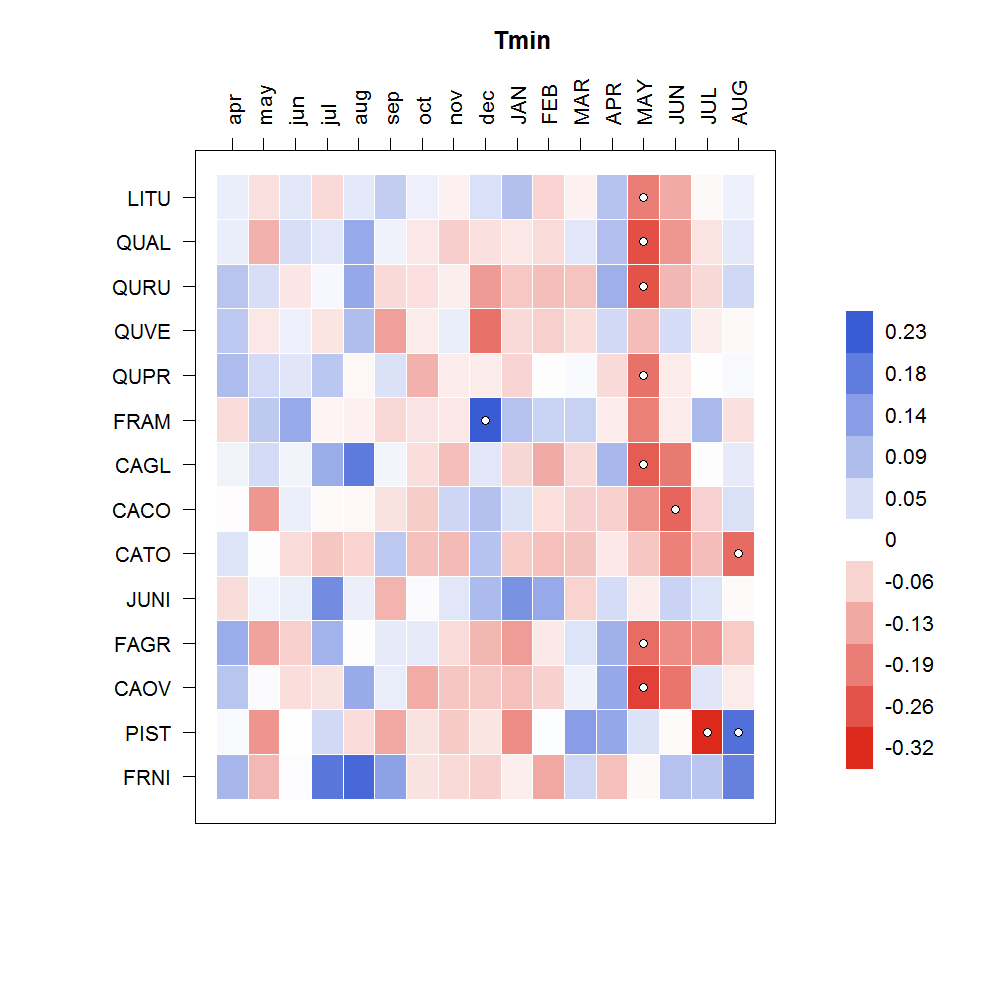 Tmin
apr may jun jul aug sep oct nov dec JAN FEB MAR APR MAY JUN JUL AUG
LITU
QUAL
QURU
QUVE
QUPR
FRAM
CAGL
CACO
CATO
JUNI
FAGR
CAOV
PIST
FRNI
0.23
0.18
0.14
0.09
0.05
0
-0.06
-0.13
-0.19
-0.26
-0.32